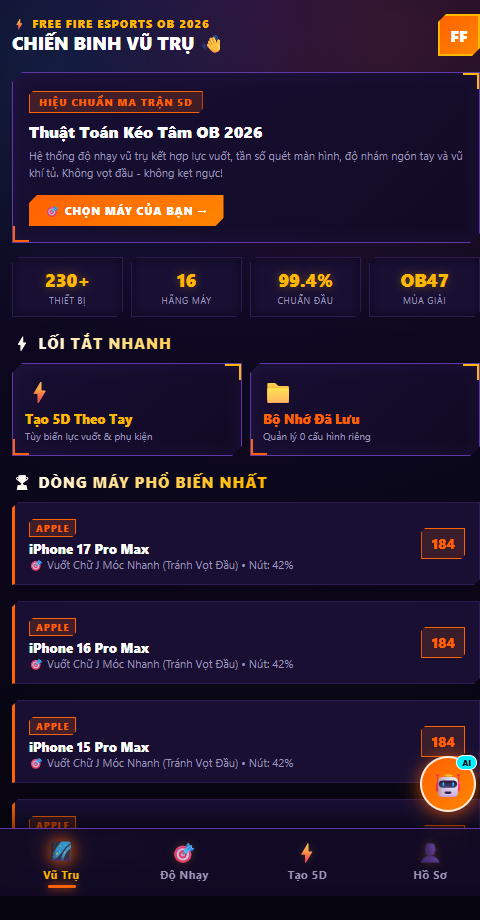 FREE FIRE ESPORTS OB 2026
CHIẾN BINH VŨ TRỤ
FF
HIỆU CHUẨN MA TRẬN 5D
Thuật Toán Kéo Tâm OB 2026
Hệ thống độ nhạy vũ trụ kết hợp lực vuốt, tần số quét màn hình, độ nhám ngón tay và vũ
khí tủ. Không vọt đầu - không kẹt ngực!
CHỌN MÁY CỦA BẠN →
230+
THIẾT BỊ
16
HÃNG MÁY
99.4%
CHUẨN ĐẦU
OB47
MÙA GIẢI
LỐI TẮT NHANH
Tạo 5D Theo Tay
Tùy biến lực vuốt & phụ kiện
Bộ Nhớ Đã Lưu
Quản lý 0 cấu hình riêng
DÒNG MÁY PHỔ BIẾN NHẤT
APPLE
iPhone 17 Pro Max
Vuốt Chữ J Móc Nhanh (Tránh Vọt Đầu) • Nút: 42%
184
APPLE
iPhone 16 Pro Max
Vuốt Chữ J Móc Nhanh (Tránh Vọt Đầu) • Nút: 42%
184
APPLE
iPhone 15 Pro Max
Vuốt Chữ J Móc Nhanh (Tránh Vọt Đầu) • Nút: 42%
184
AI
APPLE
Vũ Trụ
Độ Nhạy
Tạo 5D
Hồ Sơ